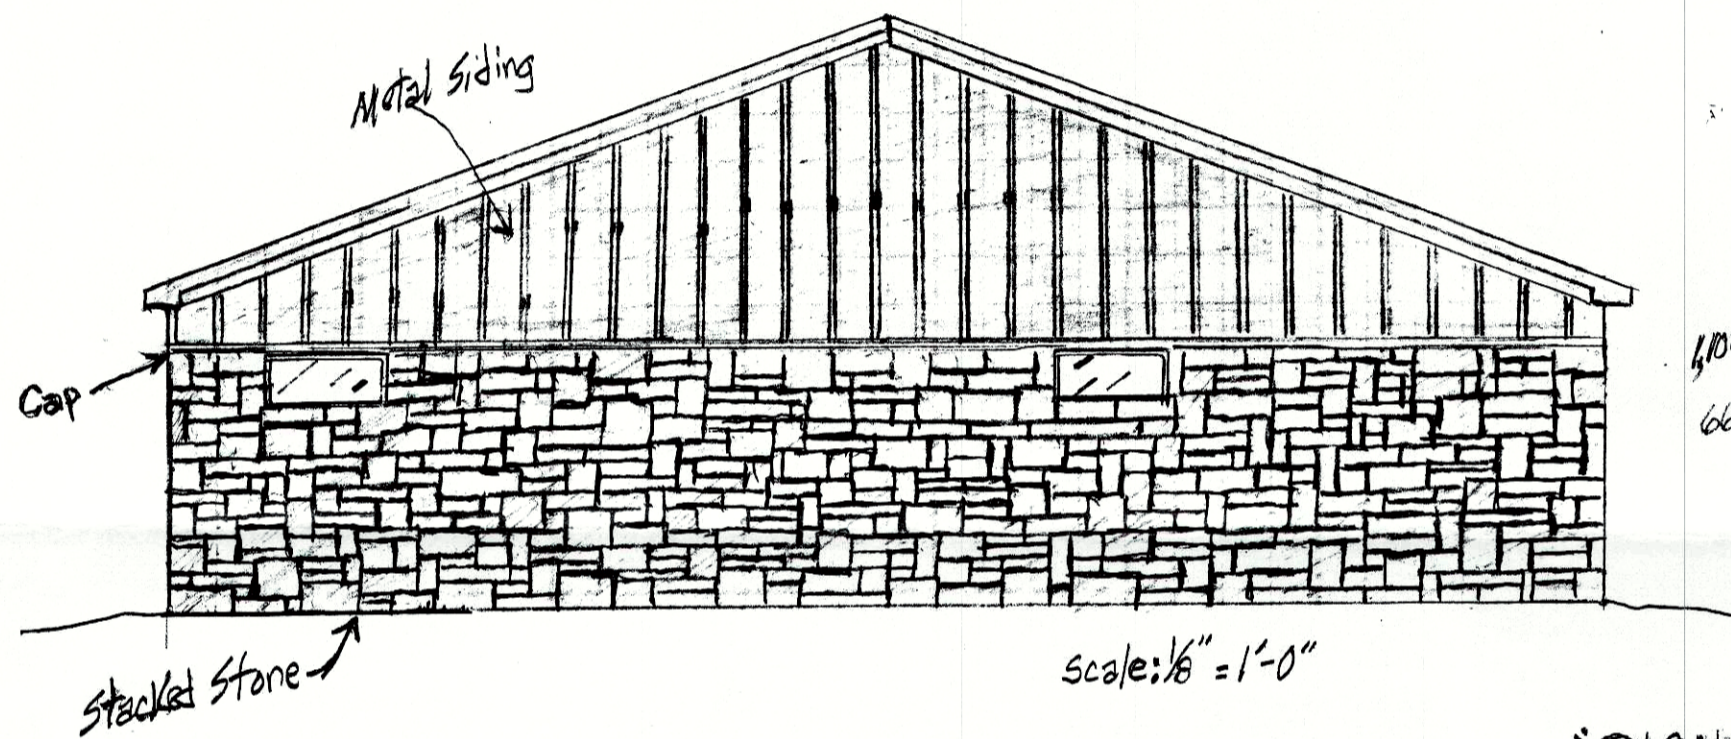 Metal Siding
Cap
Stacked Stone
Scale: 1/8" = 1'-0"